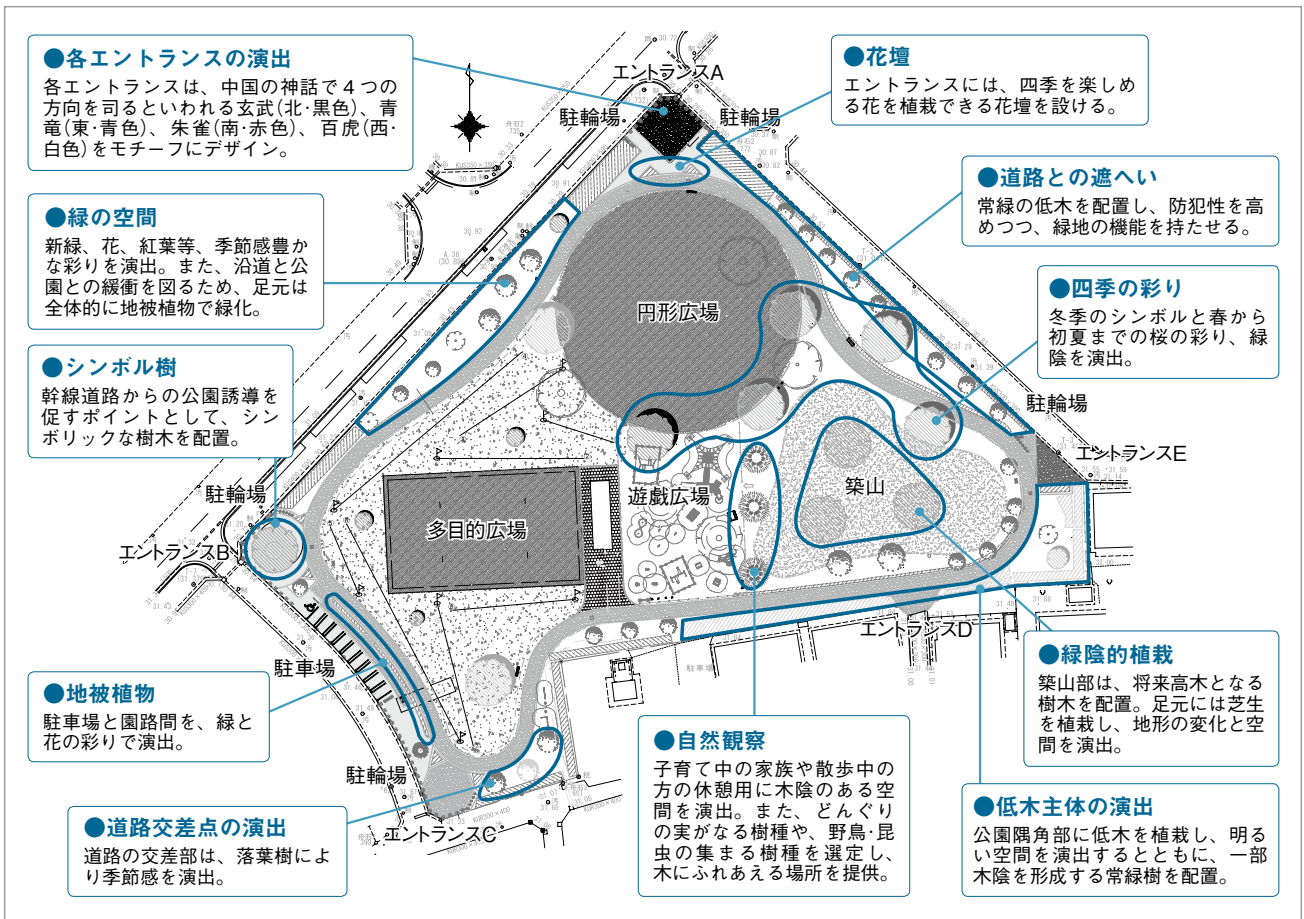 ●各エントランスの演出
各エントランスは、中国の神話で４つの
方向を司るといわれる玄武(北・黒色)、青
竜(東・青色)、朱雀(南・赤色)、百虎(西・
白色)をモチーフにデザイン。
●花壇
エントランスには、四季を楽しめ
る花を植栽できる花壇を設ける。
エントランスA
駐輪場
駐輪場
●緑の空間
新緑、花、紅葉等、季節感豊か
な彩りを演出。また、沿道と公
園との緩衝を図るため、足元は
全体的に地被植物で緑化。
●道路との遮へい
常緑の低木を配置し、防犯性を高
めつつ、緑地の機能を持たせる。
●四季の彩り
冬季のシンボルと春から
初夏までの桜の彩り、緑
陰を演出。
円形広場
●シンボル樹
幹線道路からの公園誘導を
促すポイントとして、シン
ボリックな樹木を配置。
駐輪場
エントランスE
駐輪場
エントランスB
多目的広場
遊戯広場
築山
エントランスD
駐車場
駐車場
●地被植物
駐車場と園路間を、緑と
花の彩りで演出。
駐輪場
エントランスC
●道路交差点の演出
道路の交差部は、落葉樹によ
り季節感を演出。
●自然観察
子育て中の家族や散歩中の
方の休憩用に木陰のある空
間を演出。また、どんぐり
の実がなる樹種や、野鳥・昆
虫の集まる樹種を選定し、
木にふれあえる場所を提供。
●緑陰的植栽
築山部は、将来高木となる
樹木を配置。足元には芝生
を植栽し、地形の変化と空
間を演出。
●低木主体の演出
公園隅角部に低木を植栽し、明る
い空間を演出するとともに、一部
木陰を形成する常緑樹を配置。